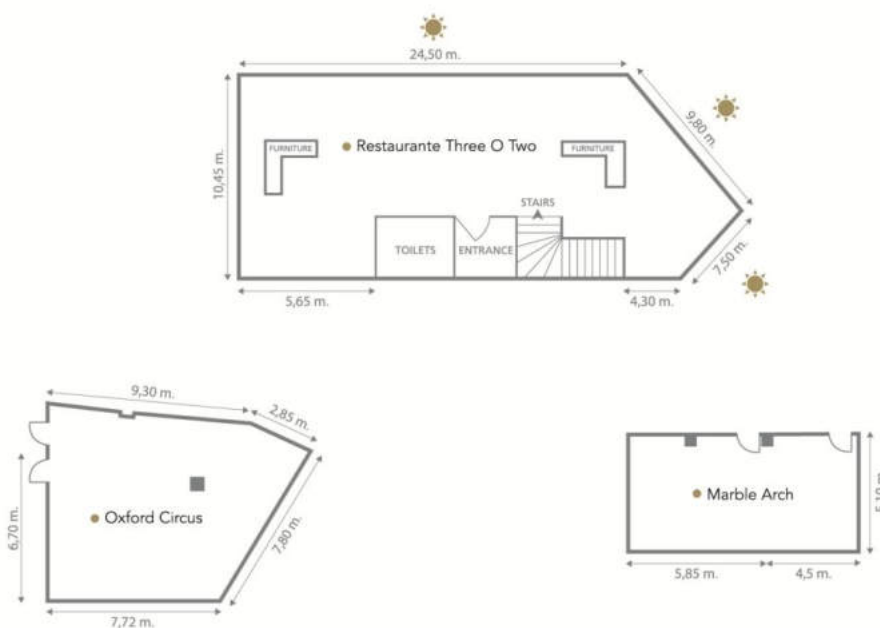 24,50 m.
9,80 m.
10,45 m.
FURNITURE
Restaurante Three O Two
FURNITURE
STAIRS
TOILETS
ENTRANCE
7,50 m.
5,65 m.
4,30 m.
9,30 m.
2,85 m.
6,70 m.
Oxford Circus
7,80 m.
7,72 m.
Marble Arch
5,85 m.
4,5 m.